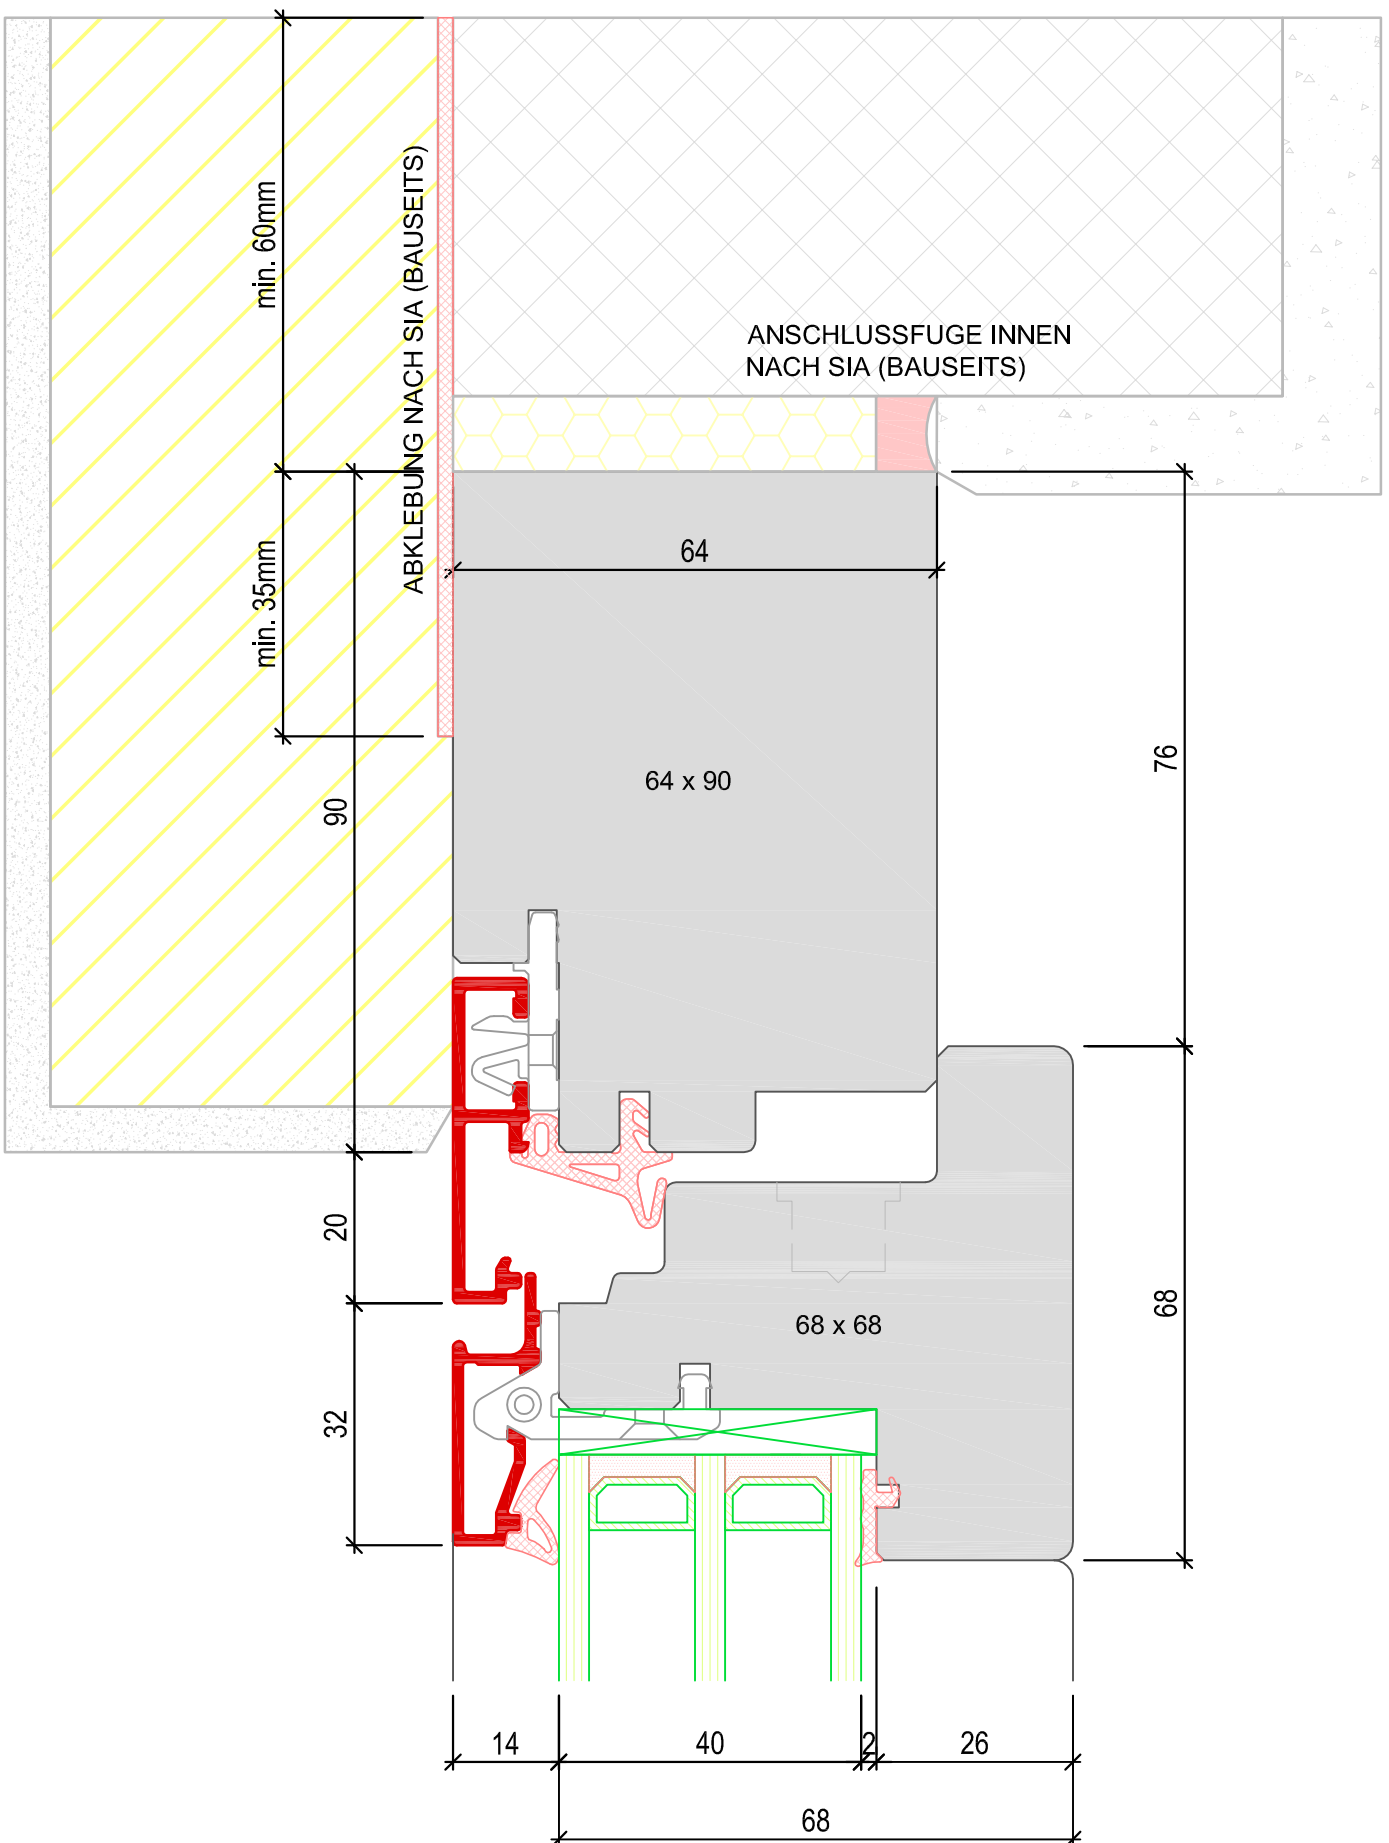 min. 60mm
ABKLEBUNG NACH SIA (BAUSEITS)
ANSCHLUSSFUGE INNEN
NACH SIA (BAUSEITS)
min. 35mm
64
64 x 90
76
90
20
68
68 x 68
32
14
40
2
26
68